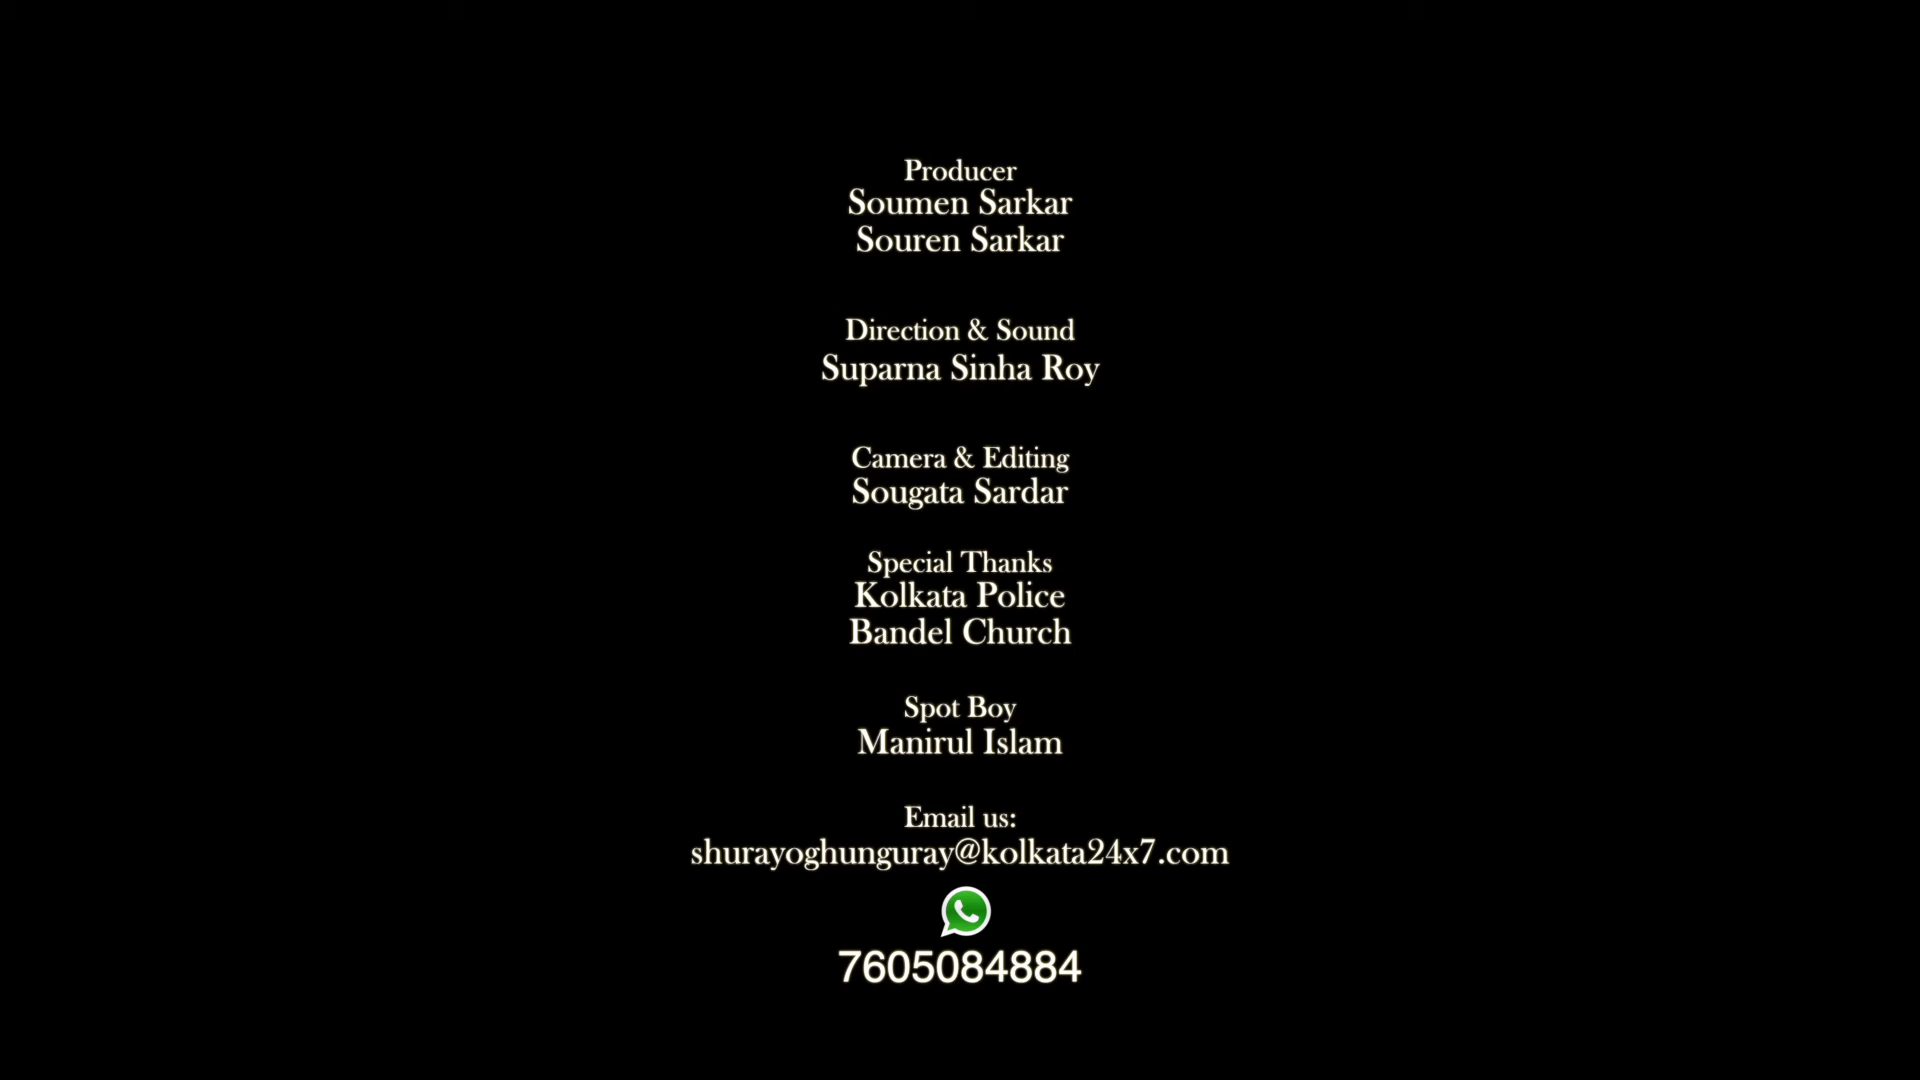 Producer
Soumen Sarkar
Souren Sarkar
Direction & Sound
Suparna Sinha Roy
Camera & Editing
Sougata Sardar
Special Thanks
Kolkata Police
Bandel Church
Spot Boy
Manirul Islam
Email us:
shurayoghunguray@kolkata24x7.com
7605084884